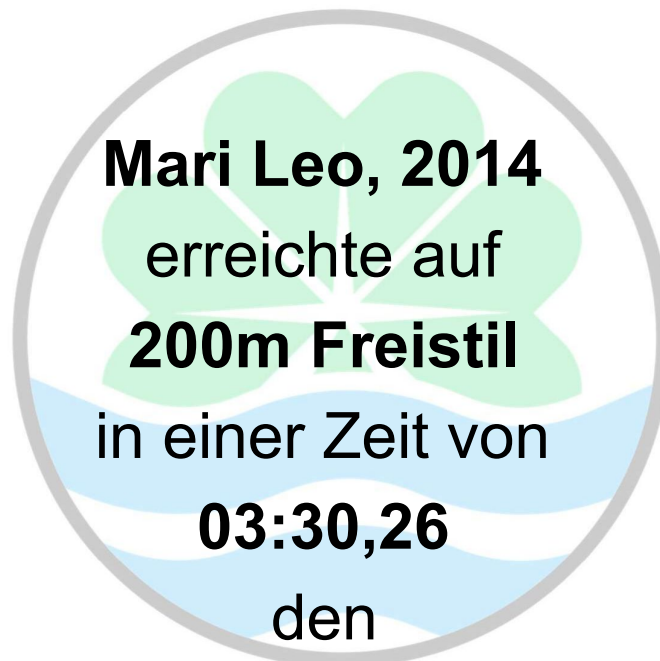 Mari Leo, 2014
erreichte auf
200m Freistil
in einer Zeit von
03:30,26
den